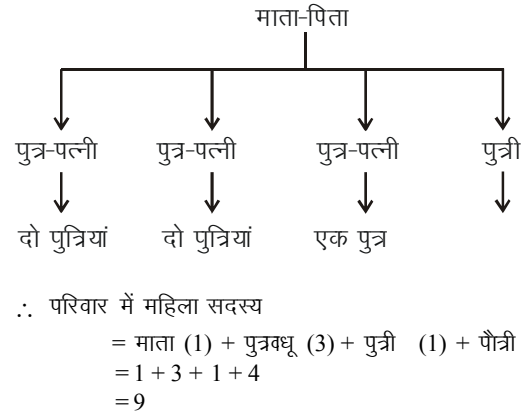 माता-पिता
पुत्र-पत्नी पुत्र-पत्नी पुत्र-पत्नी पुत्री
दो पुत्रियां दो पुत्रियां एक पुत्र
∴ परिवार में महिला सदस्य
= माता (1) + पुत्रवधू (3) + पुत्री (1) + पौत्री
= 1 + 3 + 1 + 4
= 9